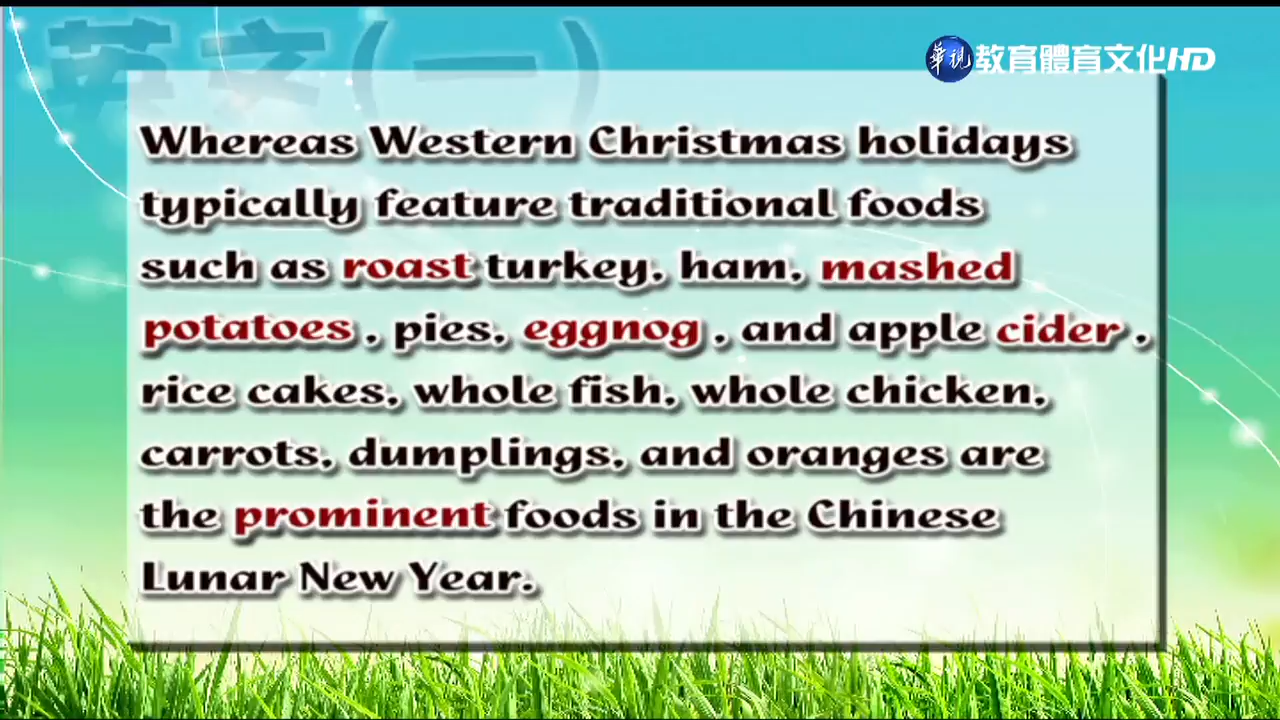 英文(一)
華視 教育體育文化HD
Whereas Western Christmas holidays
typically feature traditional foods
such as roast turkey, ham, mashed
potatoes , pies, eggnog , and apple cider ,
rice cakes, whole fish, whole chicken,
carrots, dumplings, and oranges are
the prominent foods in the Chinese
Lunar New Year.